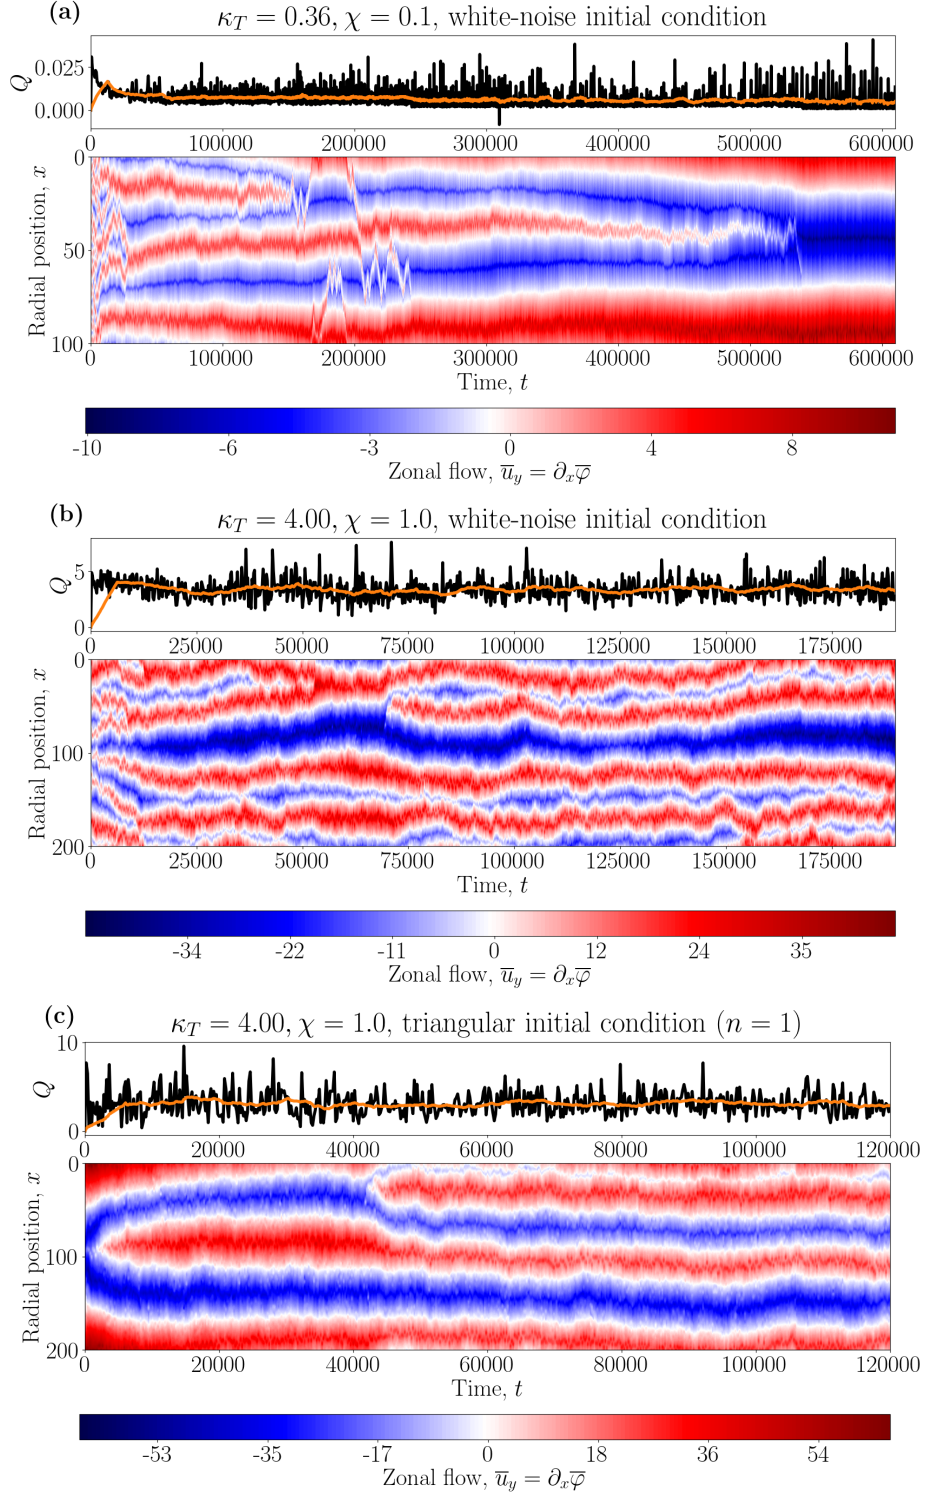 (a)
κ_T = 0.36, χ = 0.1, white-noise initial condition
Q
0.025
0.000
0 100000 200000 300000 400000 500000 600000
Radial position, x
0
50
100
0 100000 200000 300000 400000 500000 600000
Time, t
-10 -6 -3 0 4 8
Zonal flow, u̅_y = ∂_xφ̅
(b)
κ_T = 4.00, χ = 1.0, white-noise initial condition
Q
5
0
0 25000 50000 75000 100000 125000 150000 175000
Radial position, x
0
100
200
0 25000 50000 75000 100000 125000 150000 175000
Time, t
-34 -22 -11 0 12 24 35
Zonal flow, u̅_y = ∂_xφ̅
(c)
κ_T = 4.00, χ = 1.0, triangular initial condition (n = 1)
Q
10
0
0 20000 40000 60000 80000 100000 120000
Radial position, x
0
100
200
0 20000 40000 60000 80000 100000 120000
Time, t
-53 -35 -17 0 18 36 54
Zonal flow, u̅_y = ∂_xφ̅